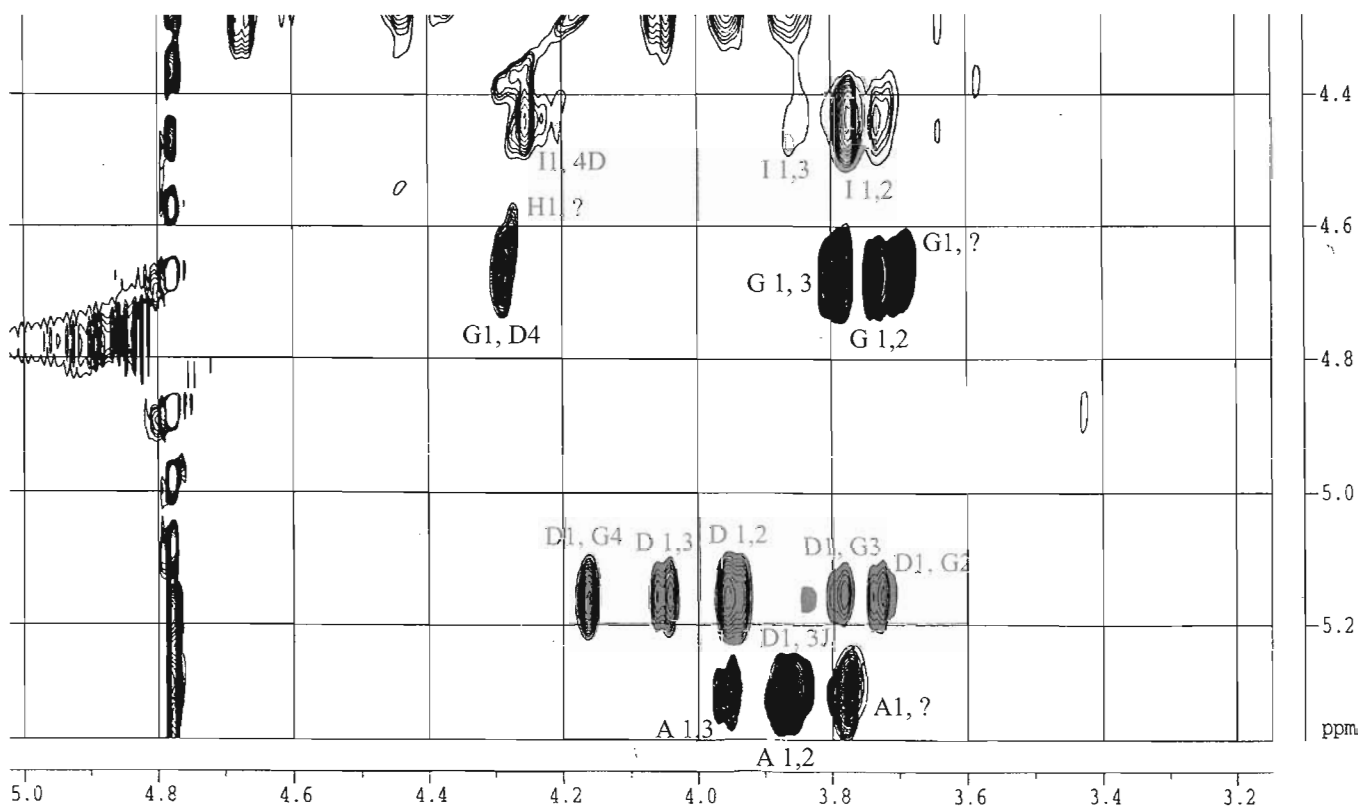 4.4
I1, 4D
I 1,3
I 1,2
H1, ?
4.6
G1, ?
G 1, 3
G1, D4
G 1,2
4.8
5.0
D1, G4
D 1,3
D 1,2
D1, G3
D1, G2
5.2
D1, 3J
A1, ?
A 1,3
ppm
A 1,2
5.0 4.8 4.6 4.4 4.2 4.0 3.8 3.6 3.4 3.2